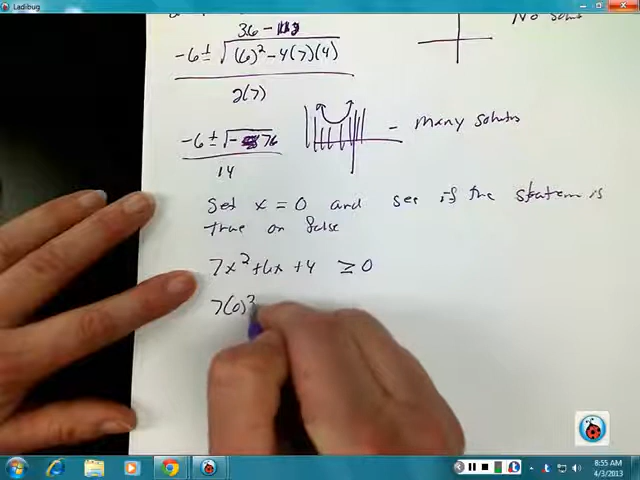 Ladibug
36 -
No solns
-6 ± √(6)² - 4(7)(4)
2(7)
-6 ± √- 76
14
- many solutns
Set x = 0 and see if the statem is
true or false
7x² + 6x + 4 ≥ 0
7(0)²
8:55 AM
4/3/2013